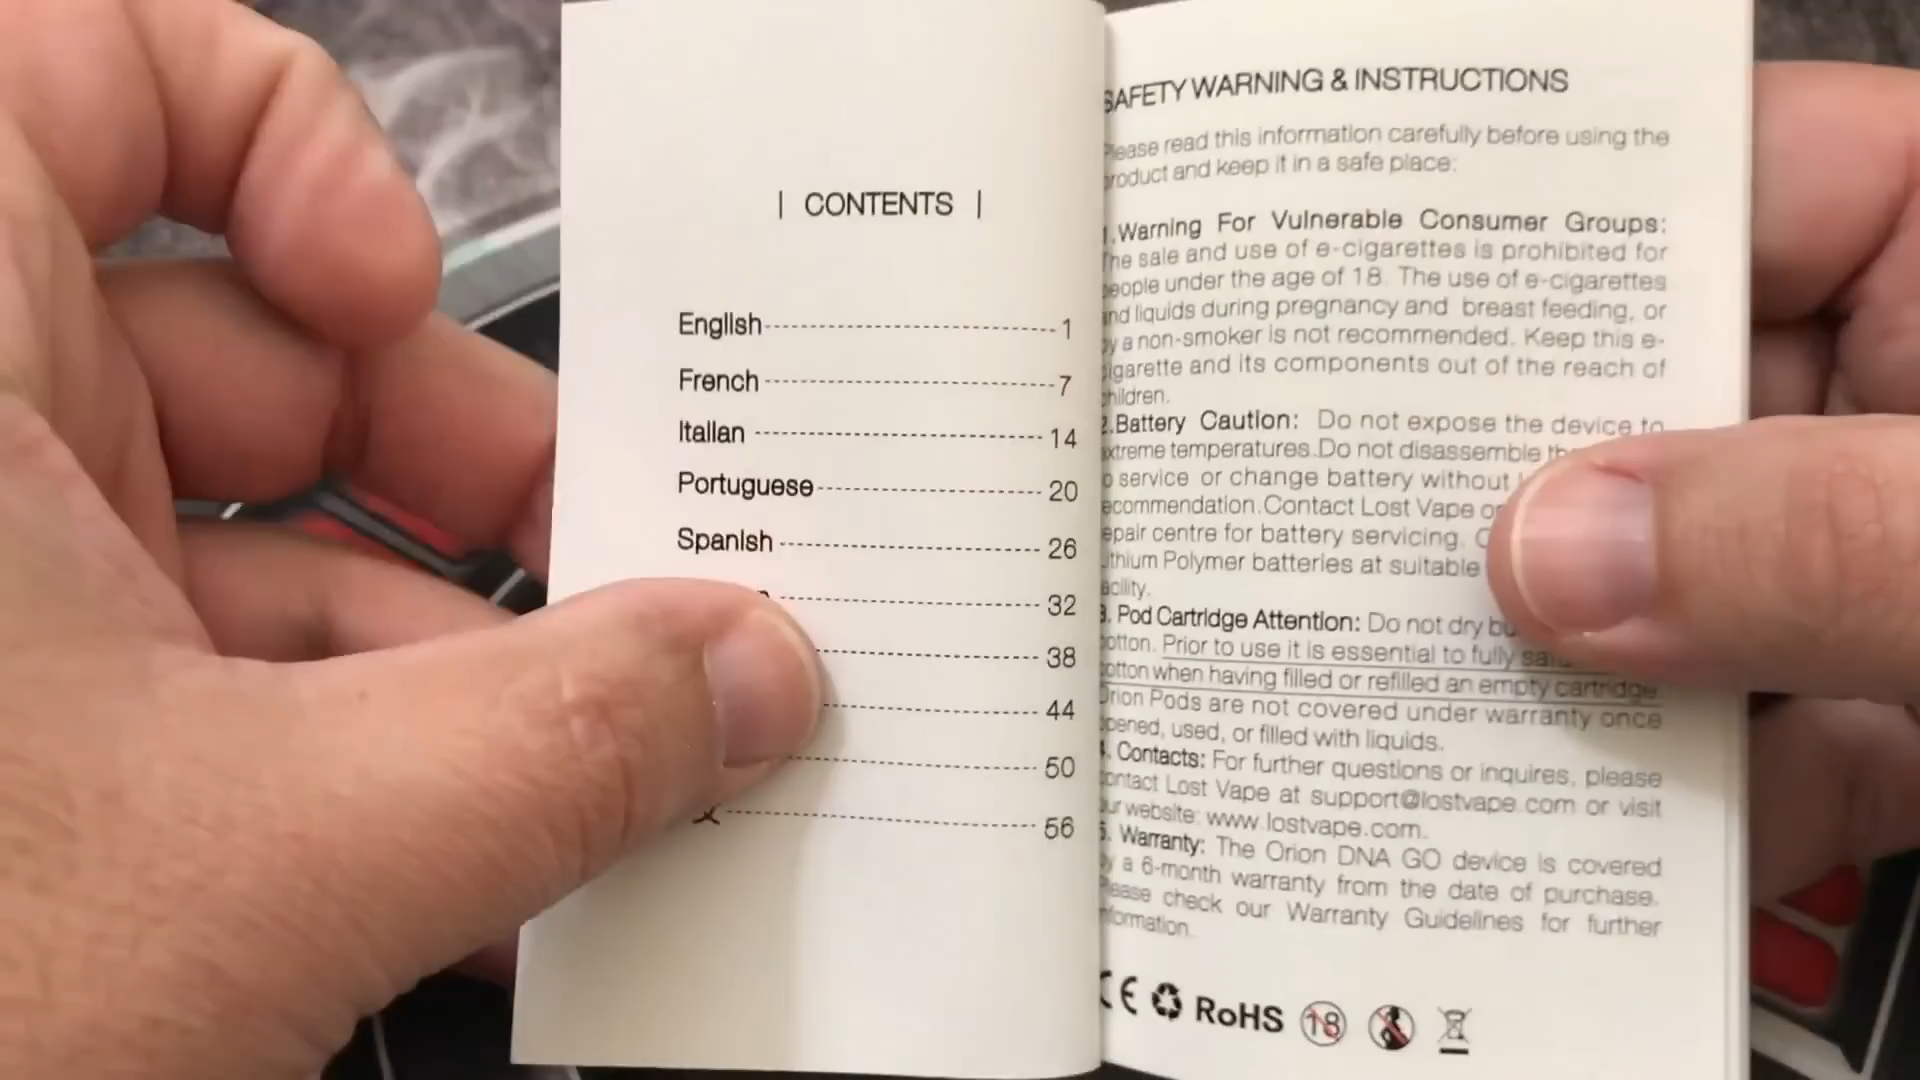 | CONTENTS |
English 1
French 7
Italian 14
Portuguese 20
Spanish 26
32
38
44
50
56
SAFETY WARNING & INSTRUCTIONS
Please read this information carefully before using the
product and keep it in a safe place:
1.Warning For Vulnerable Consumer Groups:
The sale and use of e-cigarettes is prohibited for
people under the age of 18. The use of e-cigarettes
and liquids during pregnancy and breast feeding, or
by a non-smoker is not recommended. Keep this e-
cigarette and its components out of the reach of
children.
2.Battery Caution: Do not expose the device to
extreme temperatures.Do not disassemble
to service or change battery without
recommendation.Contact Lost Vape or
repair centre for battery servicing.
Lithium Polymer batteries at suitable
facility.
3. Pod Cartridge Attention: Do not dry
cotton. Prior to use it is essential to fully
cotton when having filled or refilled an empty cartridge.
Orion Pods are not covered under warranty once
opened, used, or filled with liquids.
4. Contacts: For further questions or inquires, please
contact Lost Vape at support@lostvape.com or visit
our website: www.lostvape.com.
5. Warranty: The Orion DNA GO device is covered
by a 6-month warranty from the date of purchase.
Please check our Warranty Guidelines for further
information.
CE RoHS 18